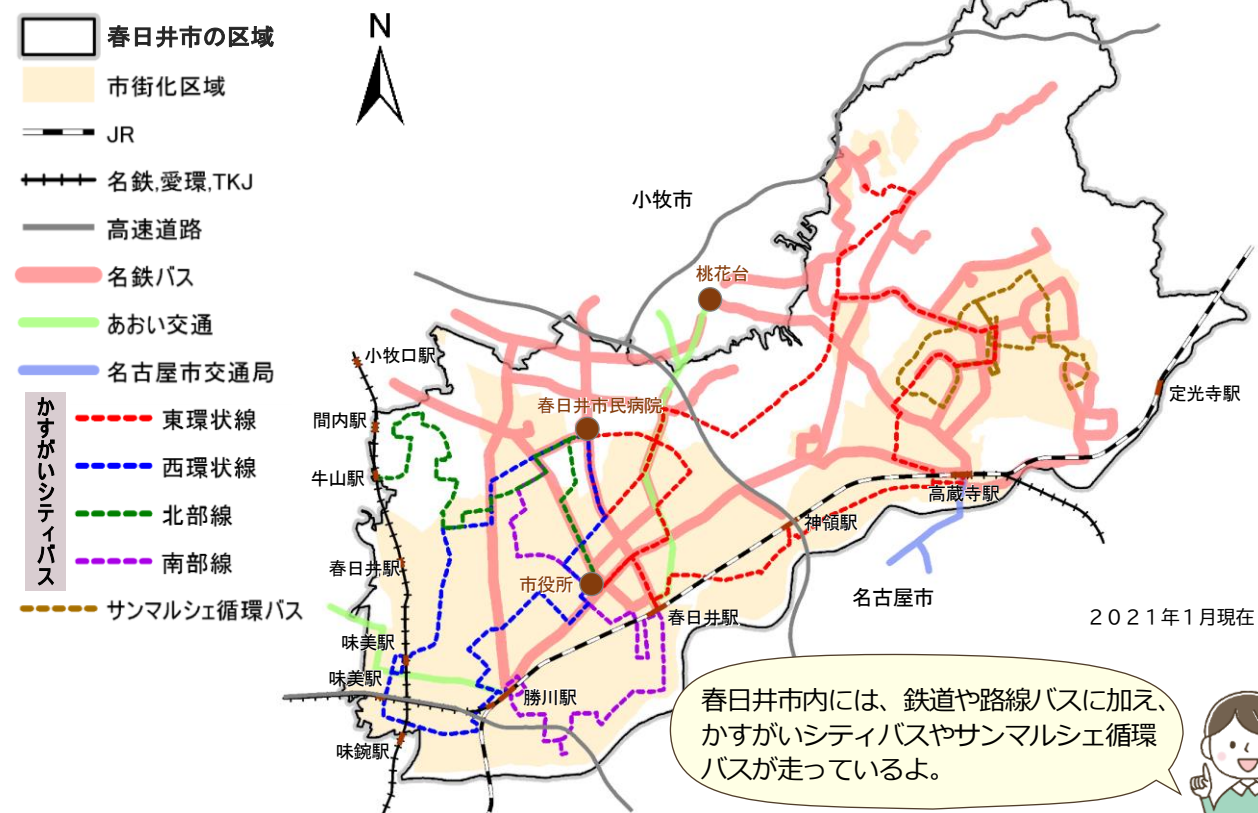 春日井市の区域
市街化区域
JR
名鉄,愛環,TKJ
高速道路
名鉄バス
あおい交通
名古屋市交通局
かすがいシティバス
東環状線
西環状線
北部線
南部線
サンマルシェ循環バス
N
小牧市
桃花台
小牧口駅
間内駅
牛山駅
春日井市民病院
定光寺駅
高蔵寺駅
神領駅
春日井駅
市役所
名古屋市
春日井駅
味美駅
味美駅
勝川駅
味鋺駅
2021年1月現在
春日井市内には、鉄道や路線バスに加え、
かすがいシティバスやサンマルシェ循環
バスが走っているよ。